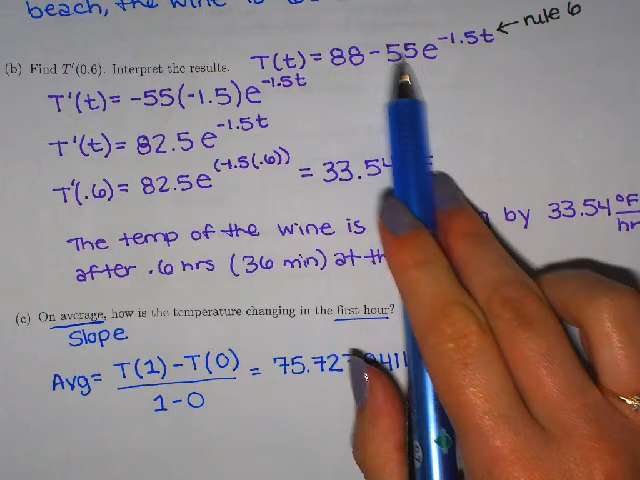 beach, the wine is
(b) Find T'(0.6). Interpret the results. T(t) = 88 - 55e^-1.5t ← rule 6
T'(t) = -55(-1.5)e^-1.5t
T'(t) = 82.5e^-1.5t
T'(.6) = 82.5e^(-1.5(.6)) = 33.54
The temp of the wine is by 33.54 °F/hr
after .6 hrs (36 min) at th
(c) On average, how is the temperature changing in the first hour?
Slope
Avg = T(1)-T(0) / 1-0 = 75.727